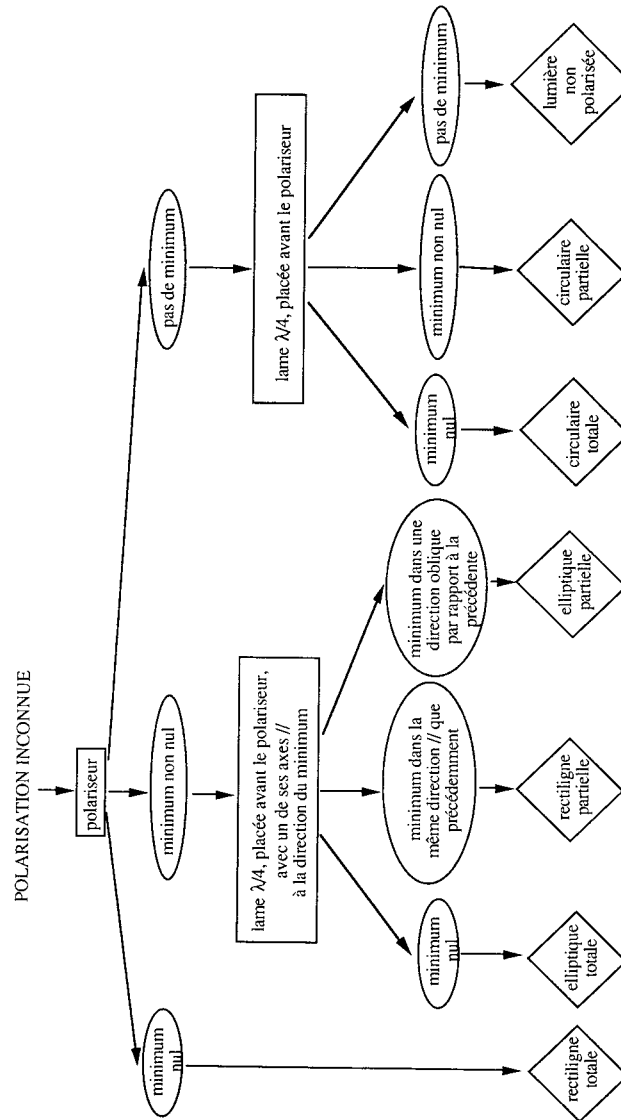 POLARISATION INCONNUE
polariseur
minimum
nul
minimum non nul
pas de minimum
lame λ/4, placée avant le polariseur,
avec un de ses axes //
à la direction du minimum
lame λ/4, placée avant le polariseur
minimum
nul
minimum dans la
même direction // que
précédemment
minimum dans une
direction oblique
par rapport à la
précédente
minimum
nul
minimum non nul
pas de minimum
rectiligne
totale
elliptique
totale
rectiligne
partielle
elliptique
partielle
circulaire
totale
circulaire
partielle
lumière
non
polarisée